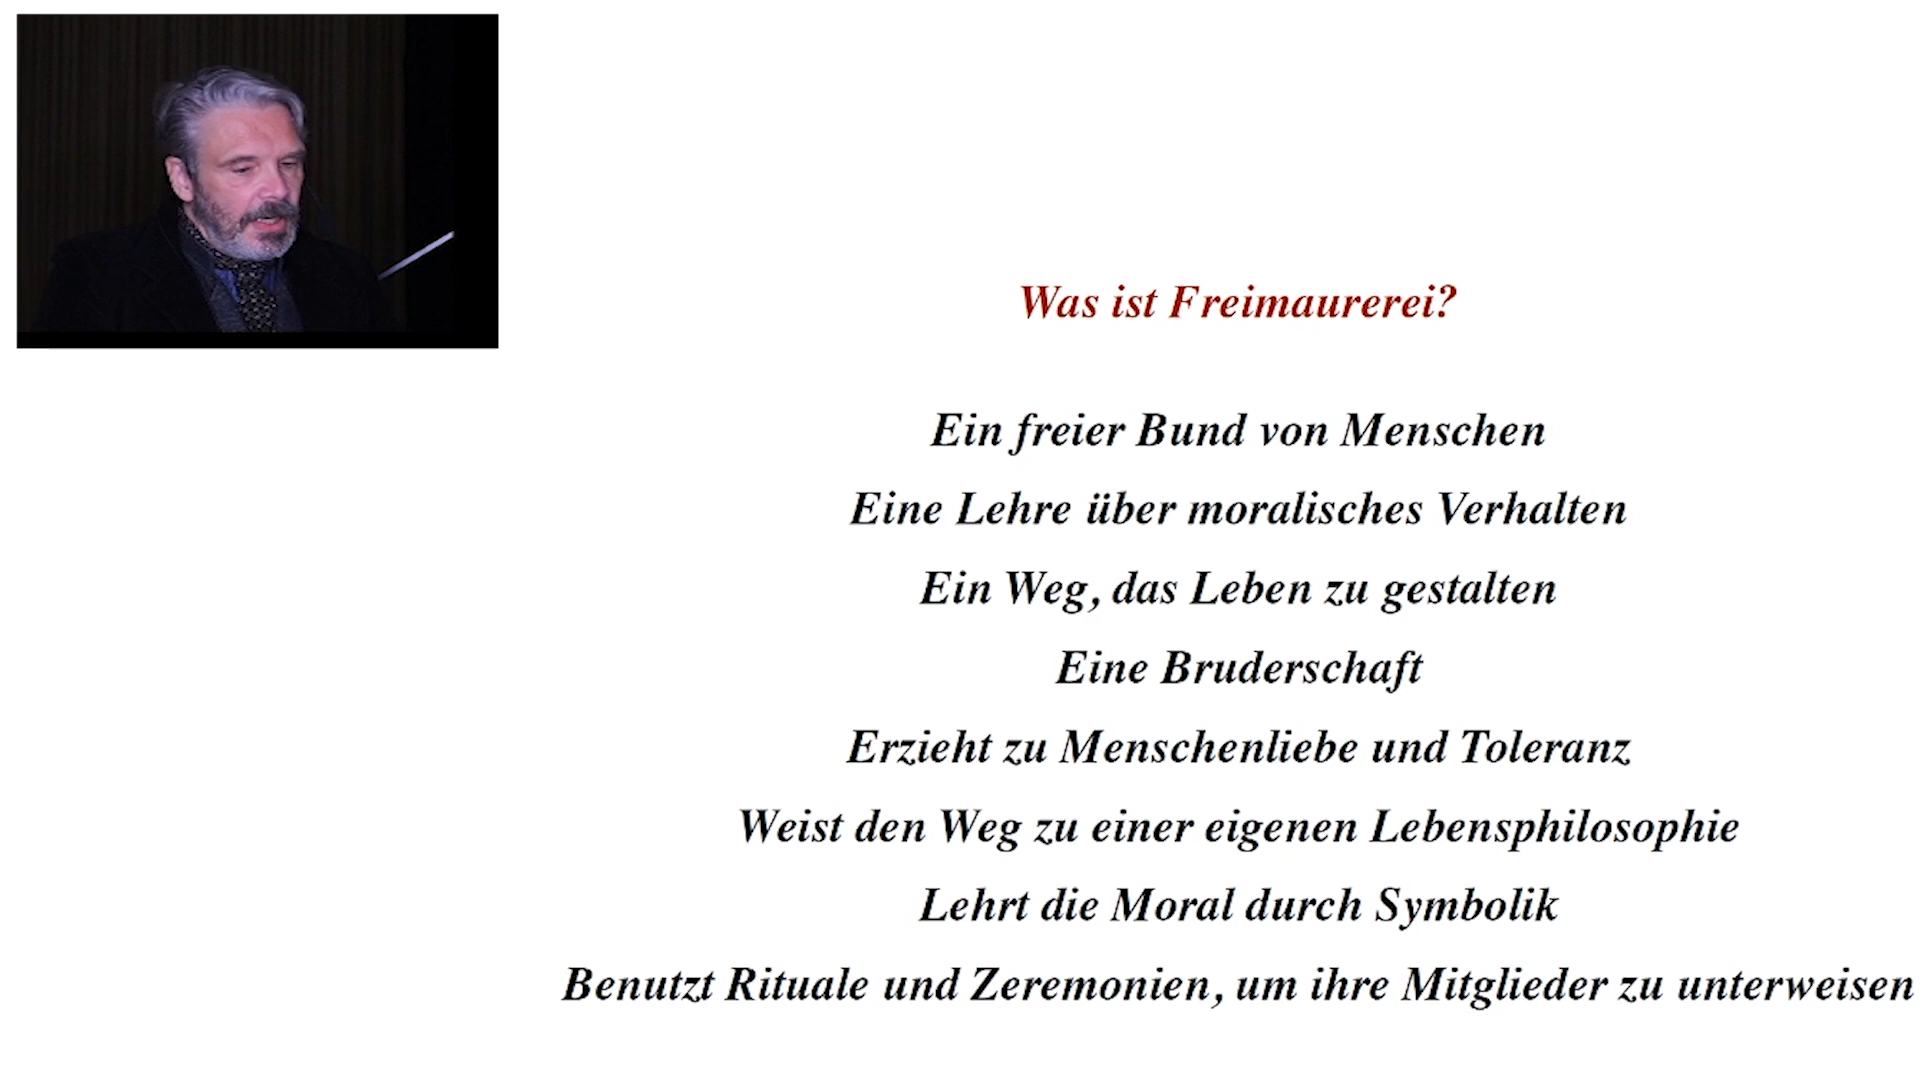 Was ist Freimaurerei?
Ein freier Bund von Menschen
Eine Lehre über moralisches Verhalten
Ein Weg, das Leben zu gestalten
Eine Bruderschaft
Erzieht zu Menschenliebe und Toleranz
Weist den Weg zu einer eigenen Lebensphilosophie
Lehrt die Moral durch Symbolik
Benutzt Rituale und Zeremonien, um ihre Mitglieder zu unterweisen